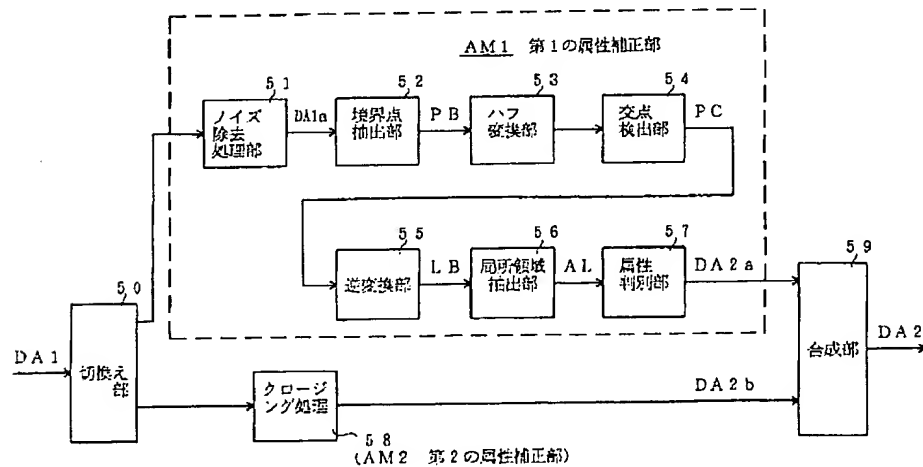 AM1 第1の属性補正部
51
52
53
54
ノイズ
除去
処理部
DA1a
境界点
抽出部
PB
ハフ
変換部
交点
検出部
PC
55
56
57
逆変換部
LB
局所領域
抽出部
AL
属性
判別部
DA2a
59
50
DA1
切換え
部
クロージ
ング処理
DA2b
合成部
DA2
58
(AM2 第2の属性補正部)